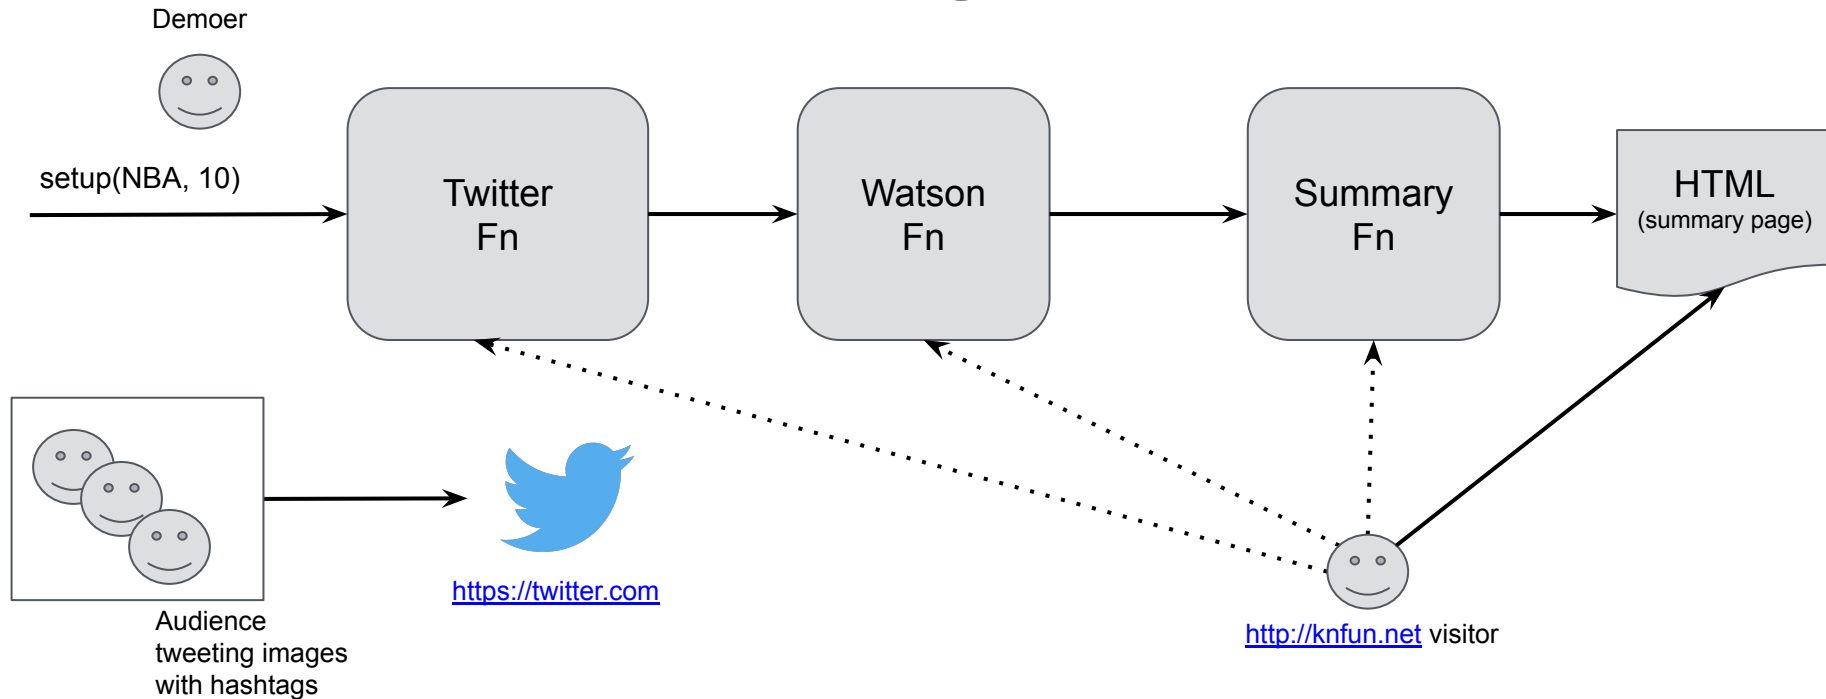 Demoer
setup(NBA, 10)
Twitter
Fn
Watson
Fn
Summary
Fn
HTML
(summary page)
https://twitter.com
Audience
tweeting images
with hashtags
http://knfun.net visitor